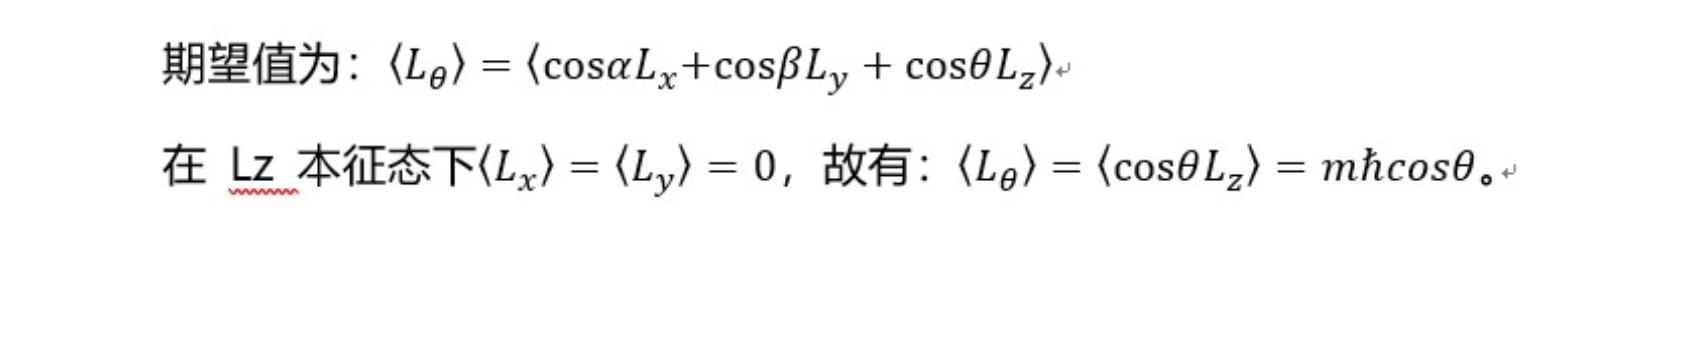 期望值为：⟨L_θ⟩ = ⟨cosαL_x+cosβL_y + cosθL_z⟩↵
在 Lz 本征态下⟨L_x⟩ = ⟨L_y⟩ = 0，故有：⟨L_θ⟩ = ⟨cosθL_z⟩ = mℏcosθ。↵